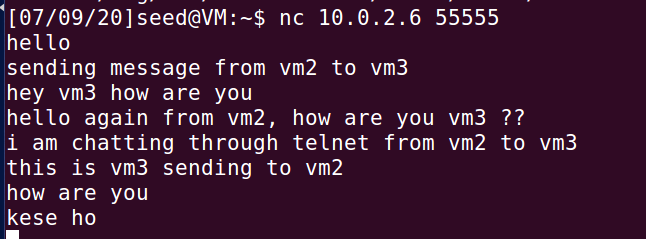 [07/09/20]seed@VM:~$ nc 10.0.2.6 55555
hello
sending message from vm2 to vm3
hey vm3 how are you
hello again from vm2, how are you vm3 ??
i am chatting through telnet from vm2 to vm3
this is vm3 sending to vm2
how are you
kese ho